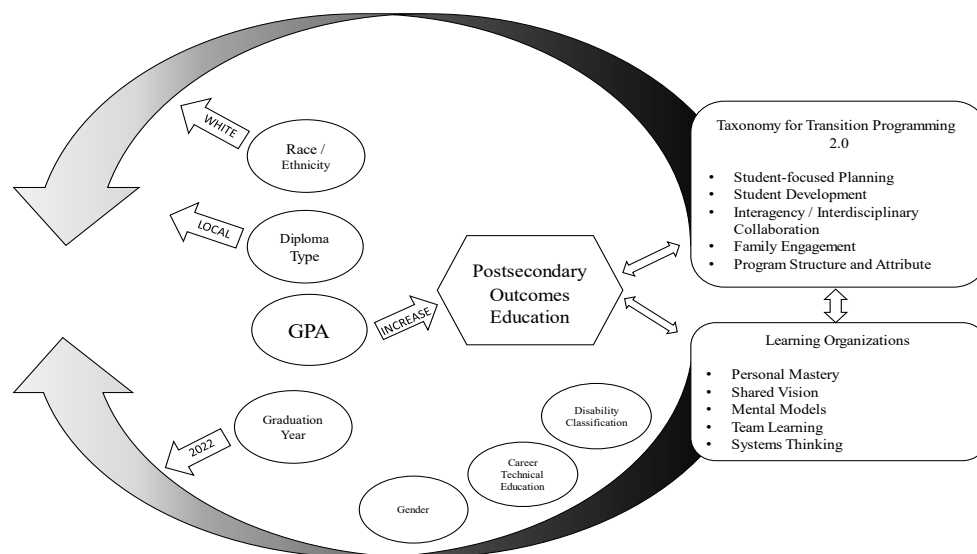 WHITE
Race /
Ethnicity
LOCAL
Diploma
Type
GPA
INCREASE
Postsecondary
Outcomes
Education
2022
Graduation
Year
Disability
Classification
Career
Technical
Education
Gender
Taxonomy for Transition Programming
2.0
• Student-focused Planning
• Student Development
• Interagency / Interdisciplinary
Collaboration
• Family Engagement
• Program Structure and Attribute
Learning Organizations
• Personal Mastery
• Shared Vision
• Mental Models
• Team Learning
• Systems Thinking